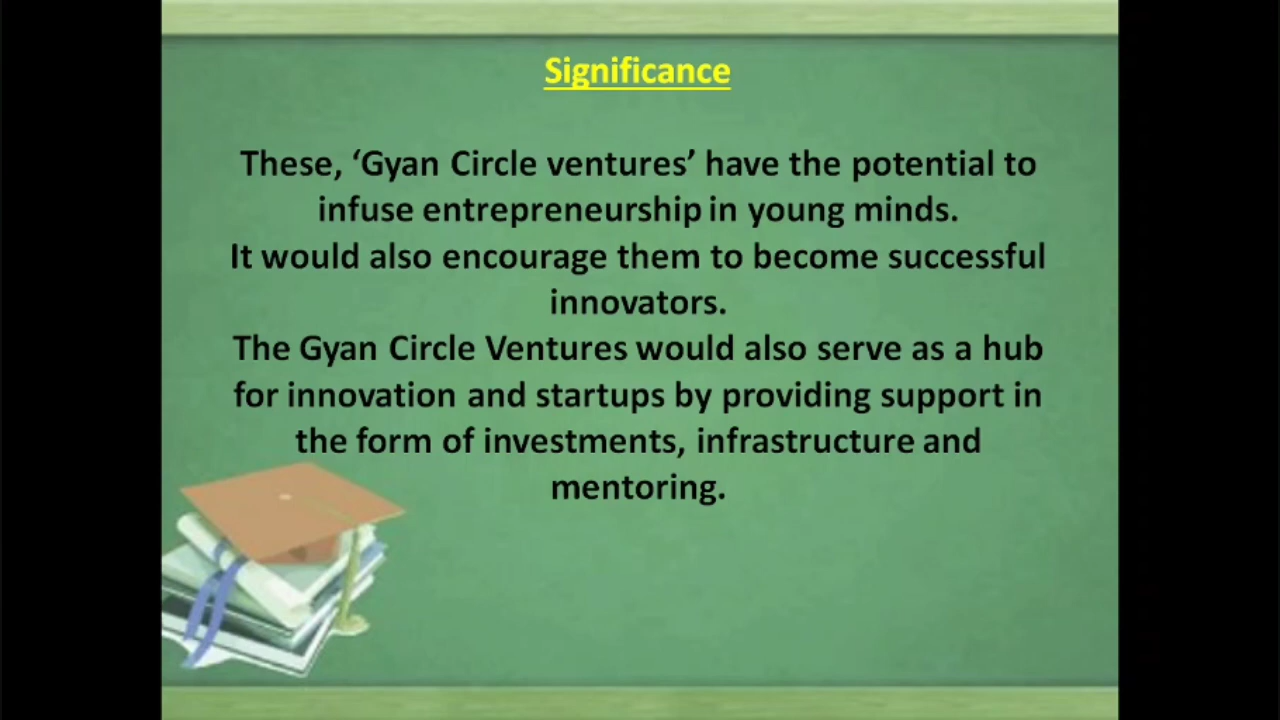 Significance
These, ‘Gyan Circle ventures’ have the potential to
infuse entrepreneurship in young minds.
It would also encourage them to become successful
innovators.
The Gyan Circle Ventures would also serve as a hub
for innovation and startups by providing support in
the form of investments, infrastructure and
mentoring.